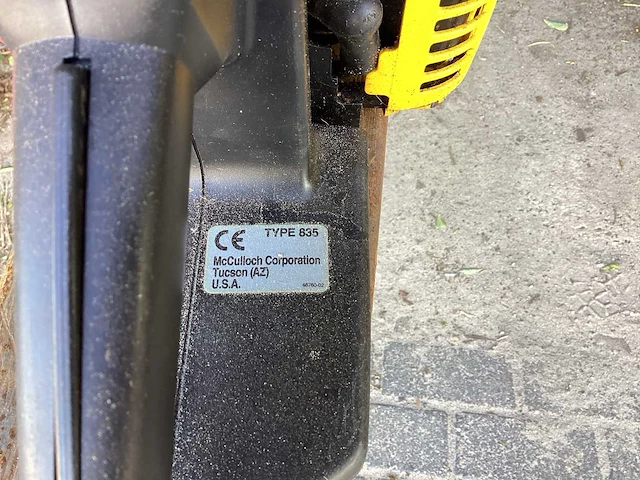 CE TYPE 835
McCulloch Corporation
Tucson (AZ)
U.S.A.